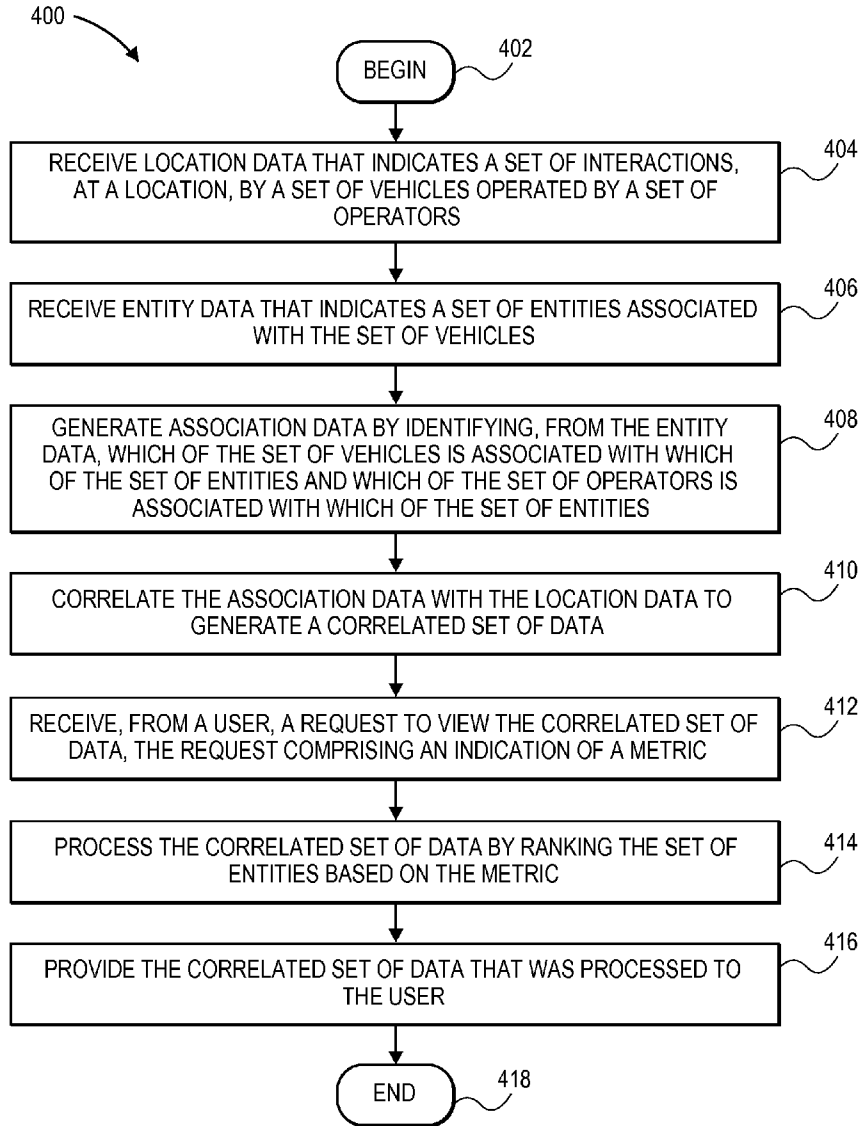 400
BEGIN
402
RECEIVE LOCATION DATA THAT INDICATES A SET OF INTERACTIONS,
AT A LOCATION, BY A SET OF VEHICLES OPERATED BY A SET OF
OPERATORS
404
RECEIVE ENTITY DATA THAT INDICATES A SET OF ENTITIES ASSOCIATED
WITH THE SET OF VEHICLES
406
GENERATE ASSOCIATION DATA BY IDENTIFYING, FROM THE ENTITY
DATA, WHICH OF THE SET OF VEHICLES IS ASSOCIATED WITH WHICH
OF THE SET OF ENTITIES AND WHICH OF THE SET OF OPERATORS IS
ASSOCIATED WITH WHICH OF THE SET OF ENTITIES
408
CORRELATE THE ASSOCIATION DATA WITH THE LOCATION DATA TO
GENERATE A CORRELATED SET OF DATA
410
RECEIVE, FROM A USER, A REQUEST TO VIEW THE CORRELATED SET OF
DATA, THE REQUEST COMPRISING AN INDICATION OF A METRIC
412
PROCESS THE CORRELATED SET OF DATA BY RANKING THE SET OF
ENTITIES BASED ON THE METRIC
414
PROVIDE THE CORRELATED SET OF DATA THAT WAS PROCESSED TO
THE USER
416
END
418